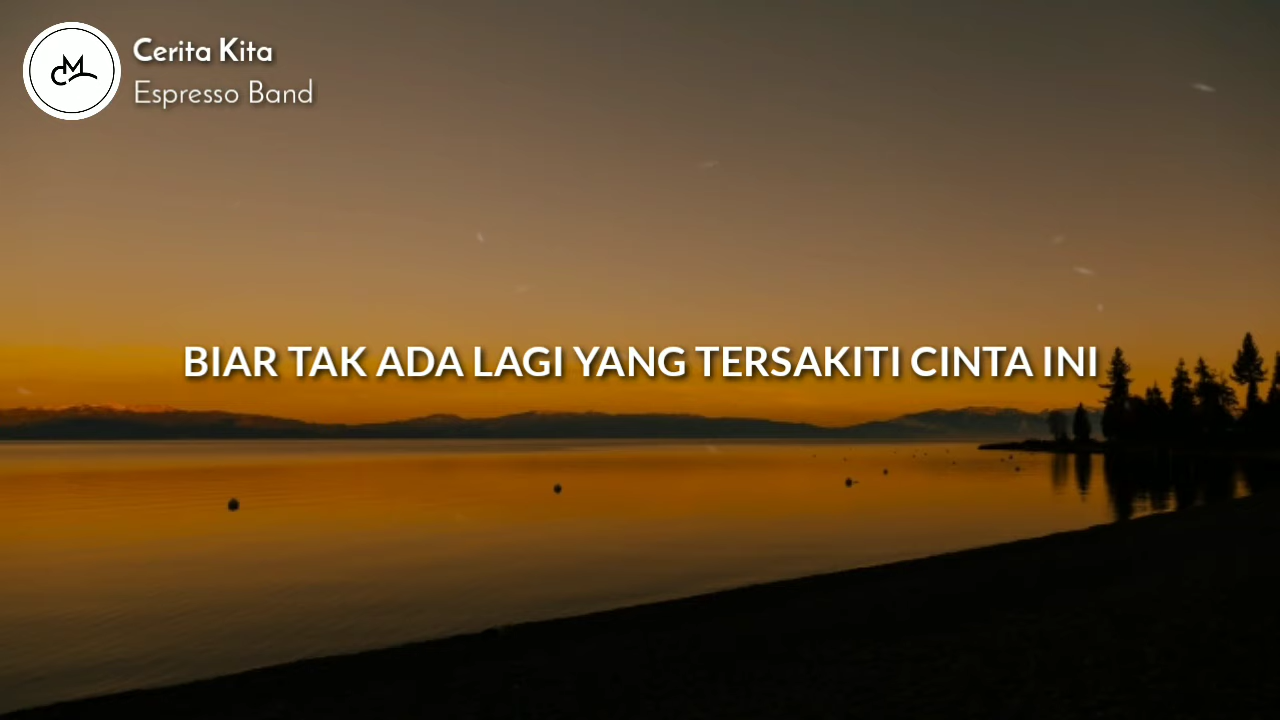 Cerita Kita
Espresso Band
BIAR TAK ADA LAGI YANG TERSAKITI CINTA INI